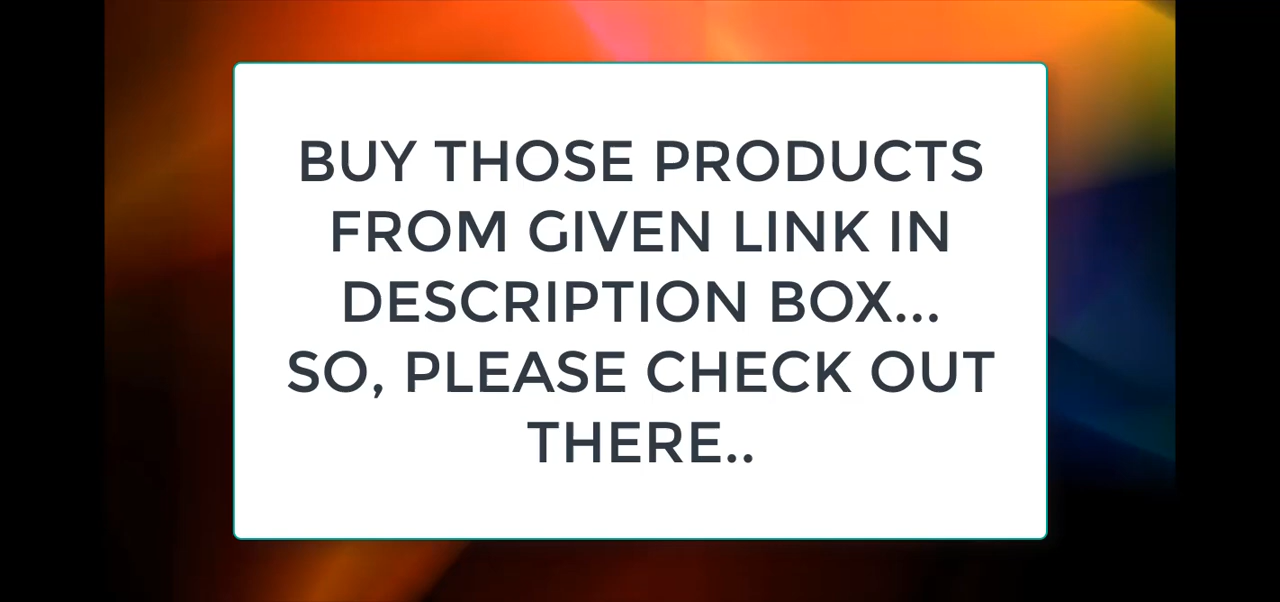 BUY THOSE PRODUCTS
FROM GIVEN LINK IN
DESCRIPTION BOX...
SO, PLEASE CHECK OUT
THERE..